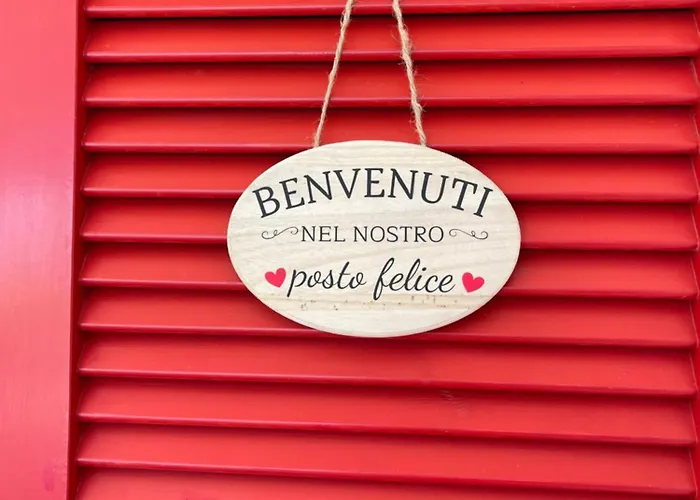 BENVENUTI
NEL NOSTRO
posto felice